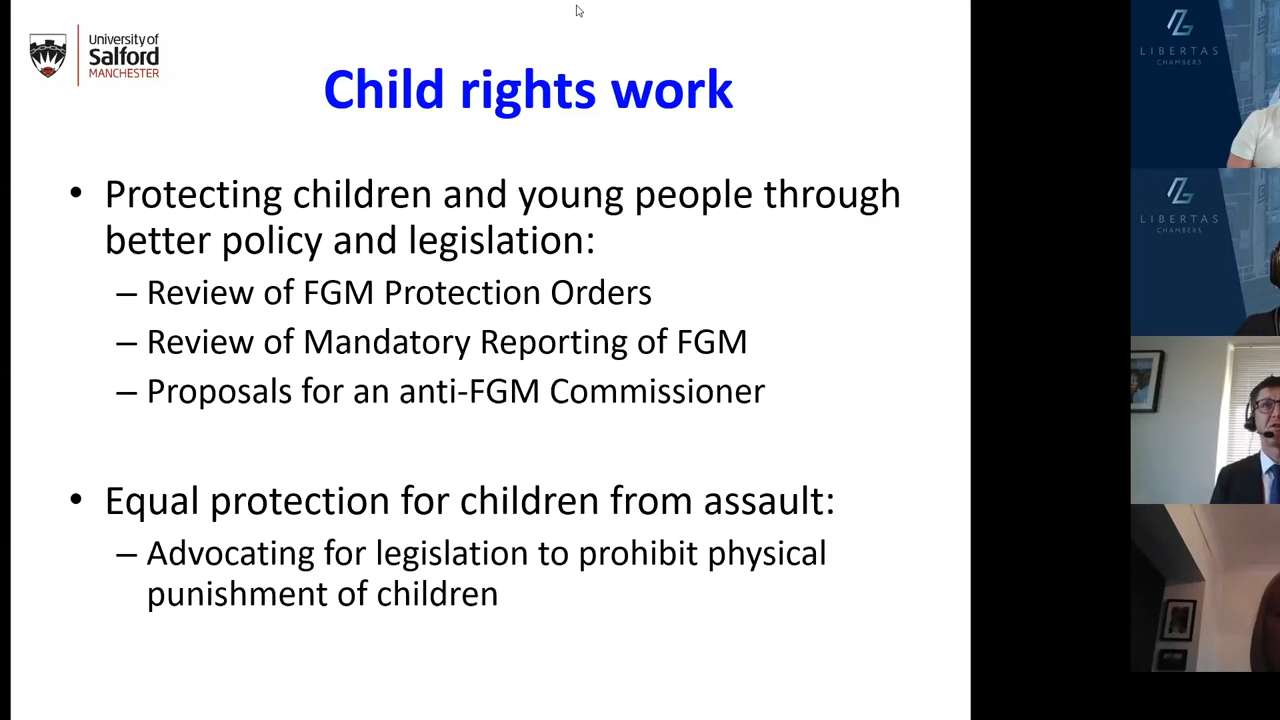 University of
Salford
MANCHESTER
Child rights work
• Protecting children and young people through
better policy and legislation:
– Review of FGM Protection Orders
– Review of Mandatory Reporting of FGM
– Proposals for an anti-FGM Commissioner
• Equal protection for children from assault:
– Advocating for legislation to prohibit physical
punishment of children
LIBERTAS
CHAMBERS
LIBERTAS
CHAMBERS